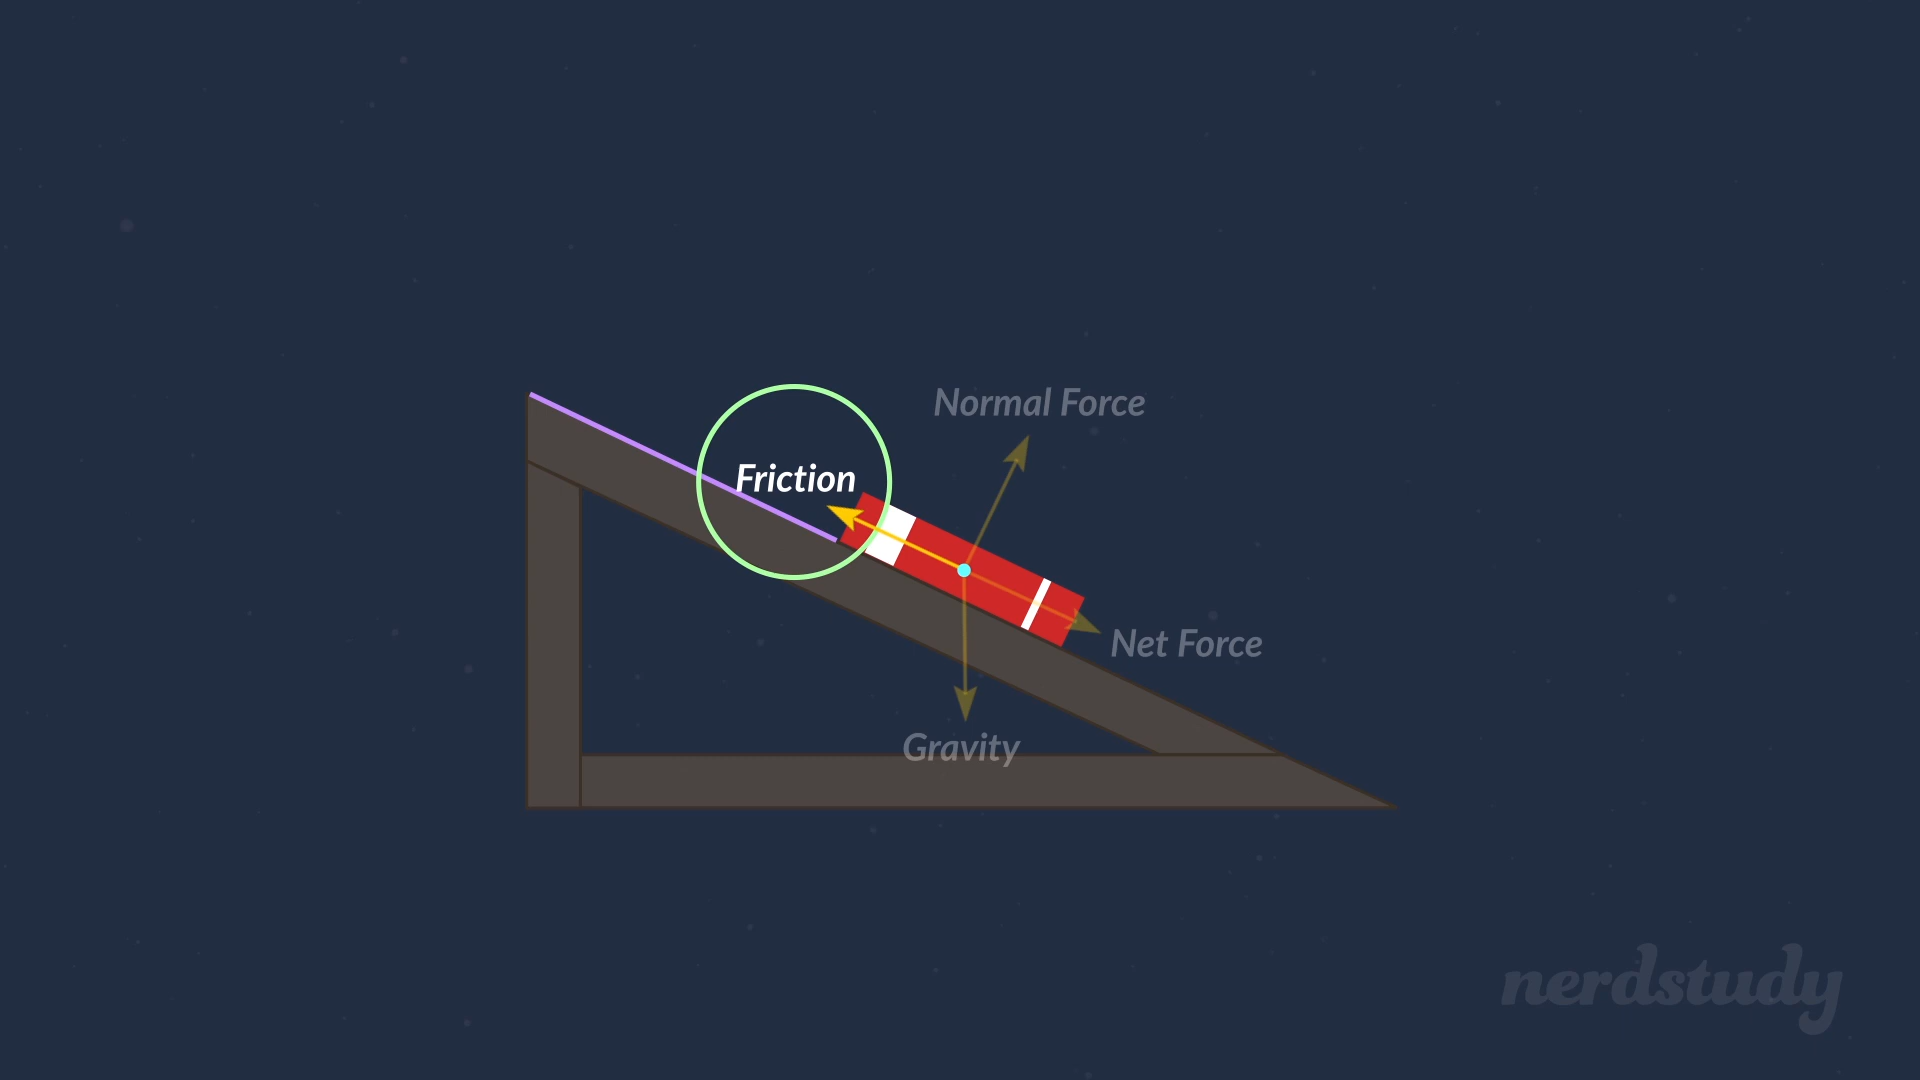 Normal Force
Friction
Net Force
Gravity
nerdstudy